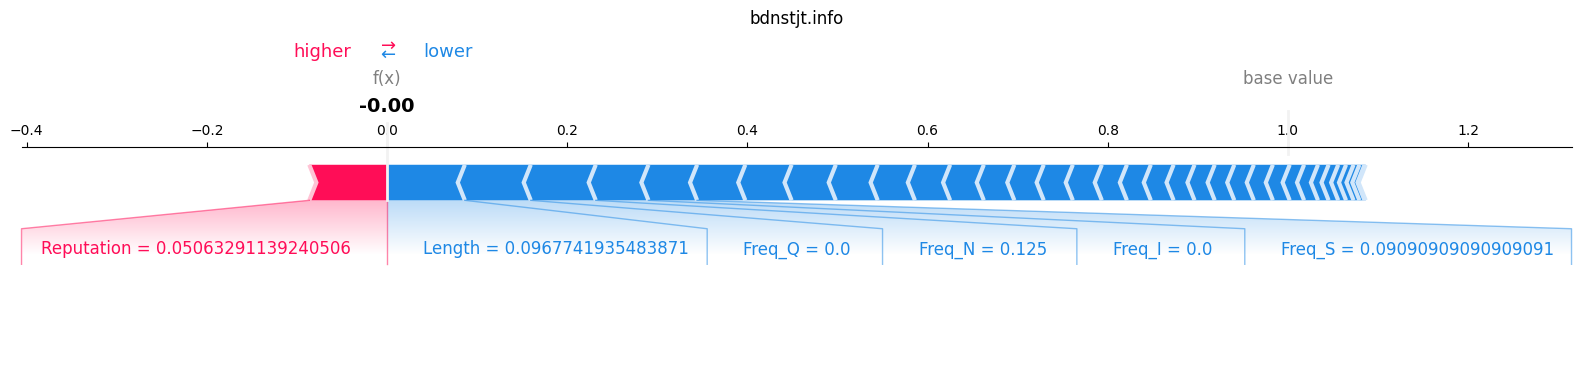 bdnstjt.info
higher ⇄ lower
f(x) base value
-0.00
−0.4 −0.2 0.0 0.2 0.4 0.6 0.8 1.0 1.2
Reputation = 0.05063291139240506 Length = 0.0967741935483871 Freq_Q = 0.0 Freq_N = 0.125 Freq_I = 0.0 Freq_S = 0.09090909090909091